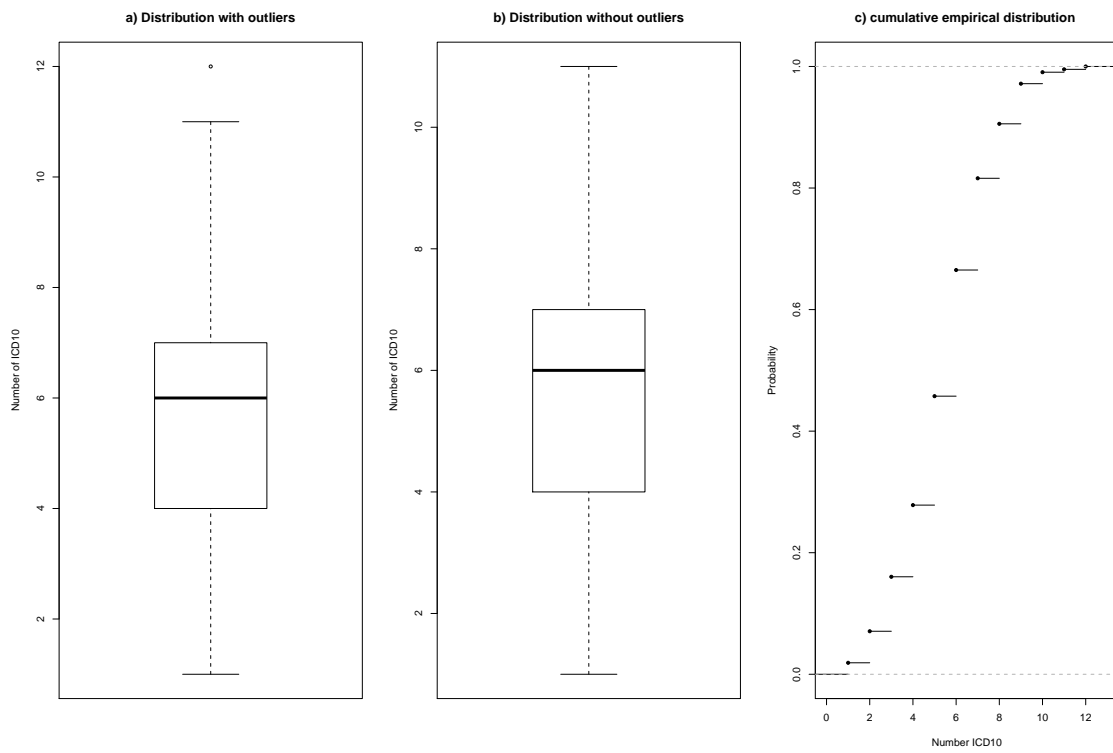 a) Distribution with outliers
Number of ICD10
12
10
8
6
4
2
b) Distribution without outliers
Number of ICD10
10
8
6
4
2
c) cumulative empirical distribution
Probability
1.0
0.8
0.6
0.4
0.2
0.0
0 2 4 6 8 10 12
Number ICD10